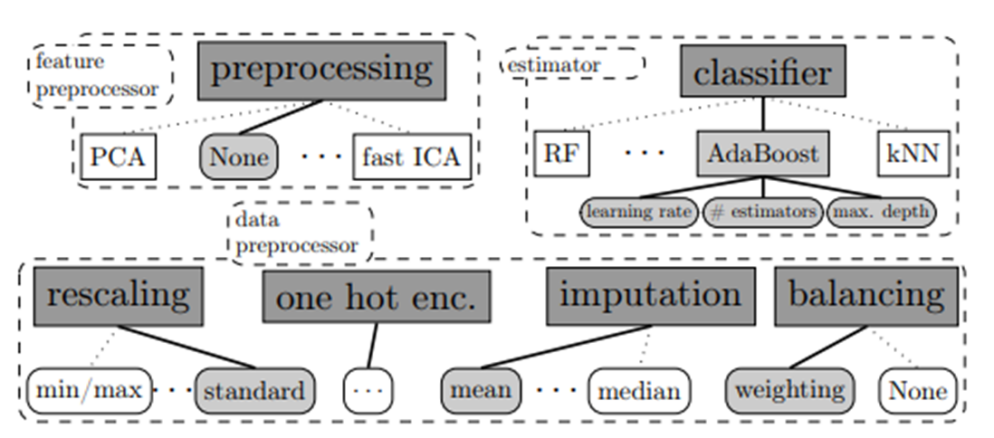 feature
preprocessor
preprocessing
PCA
None
· · ·
fast ICA
estimator
classifier
RF
· · ·
AdaBoost
kNN
learning rate
# estimators
max. depth
data
preprocessor
rescaling
one hot enc.
imputation
balancing
min/max
· · ·
standard
· · ·
mean
· · ·
median
weighting
None